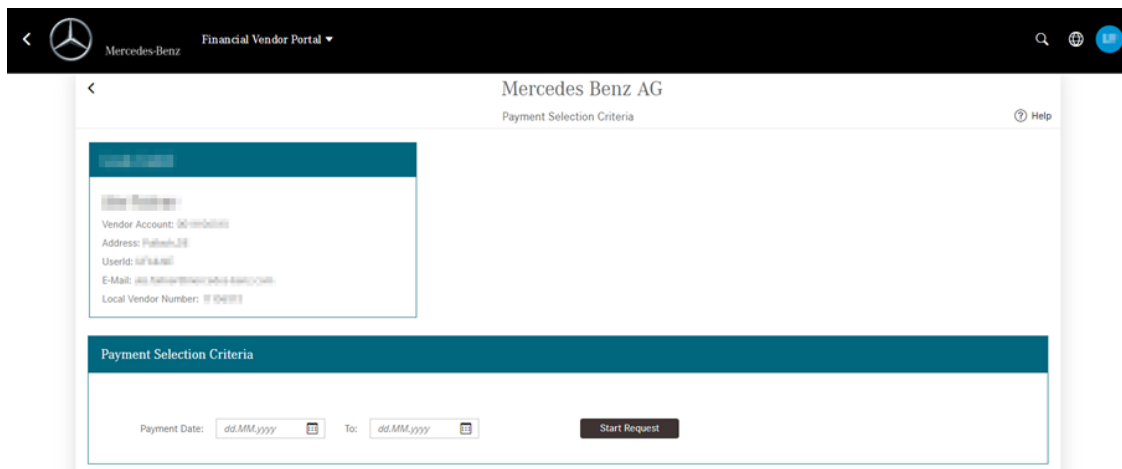 Mercedes-Benz
Financial Vendor Portal
Mercedes Benz AG
Payment Selection Criteria
Help
Vendor Account:
Address:
UserId:
E-Mail:
Local Vendor Number:
Payment Selection Criteria
Payment Date: dd.MM.yyyy To: dd.MM.yyyy Start Request